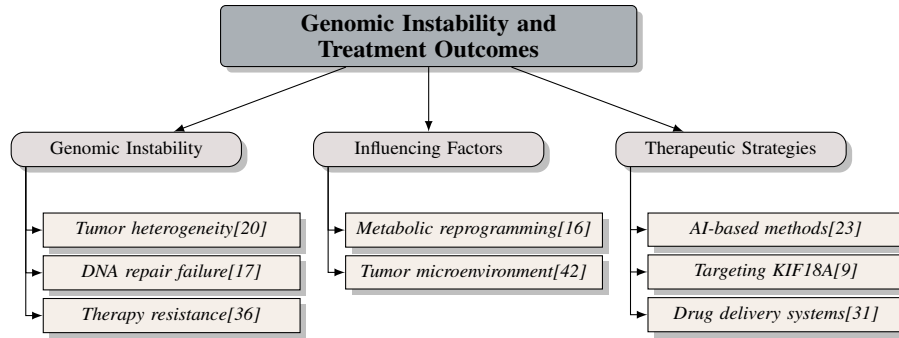 Genomic Instability and
Treatment Outcomes
Genomic Instability
Influencing Factors
Therapeutic Strategies
Tumor heterogeneity[20]
DNA repair failure[17]
Therapy resistance[36]
Metabolic reprogramming[16]
Tumor microenvironment[42]
AI-based methods[23]
Targeting KIF18A[9]
Drug delivery systems[31]